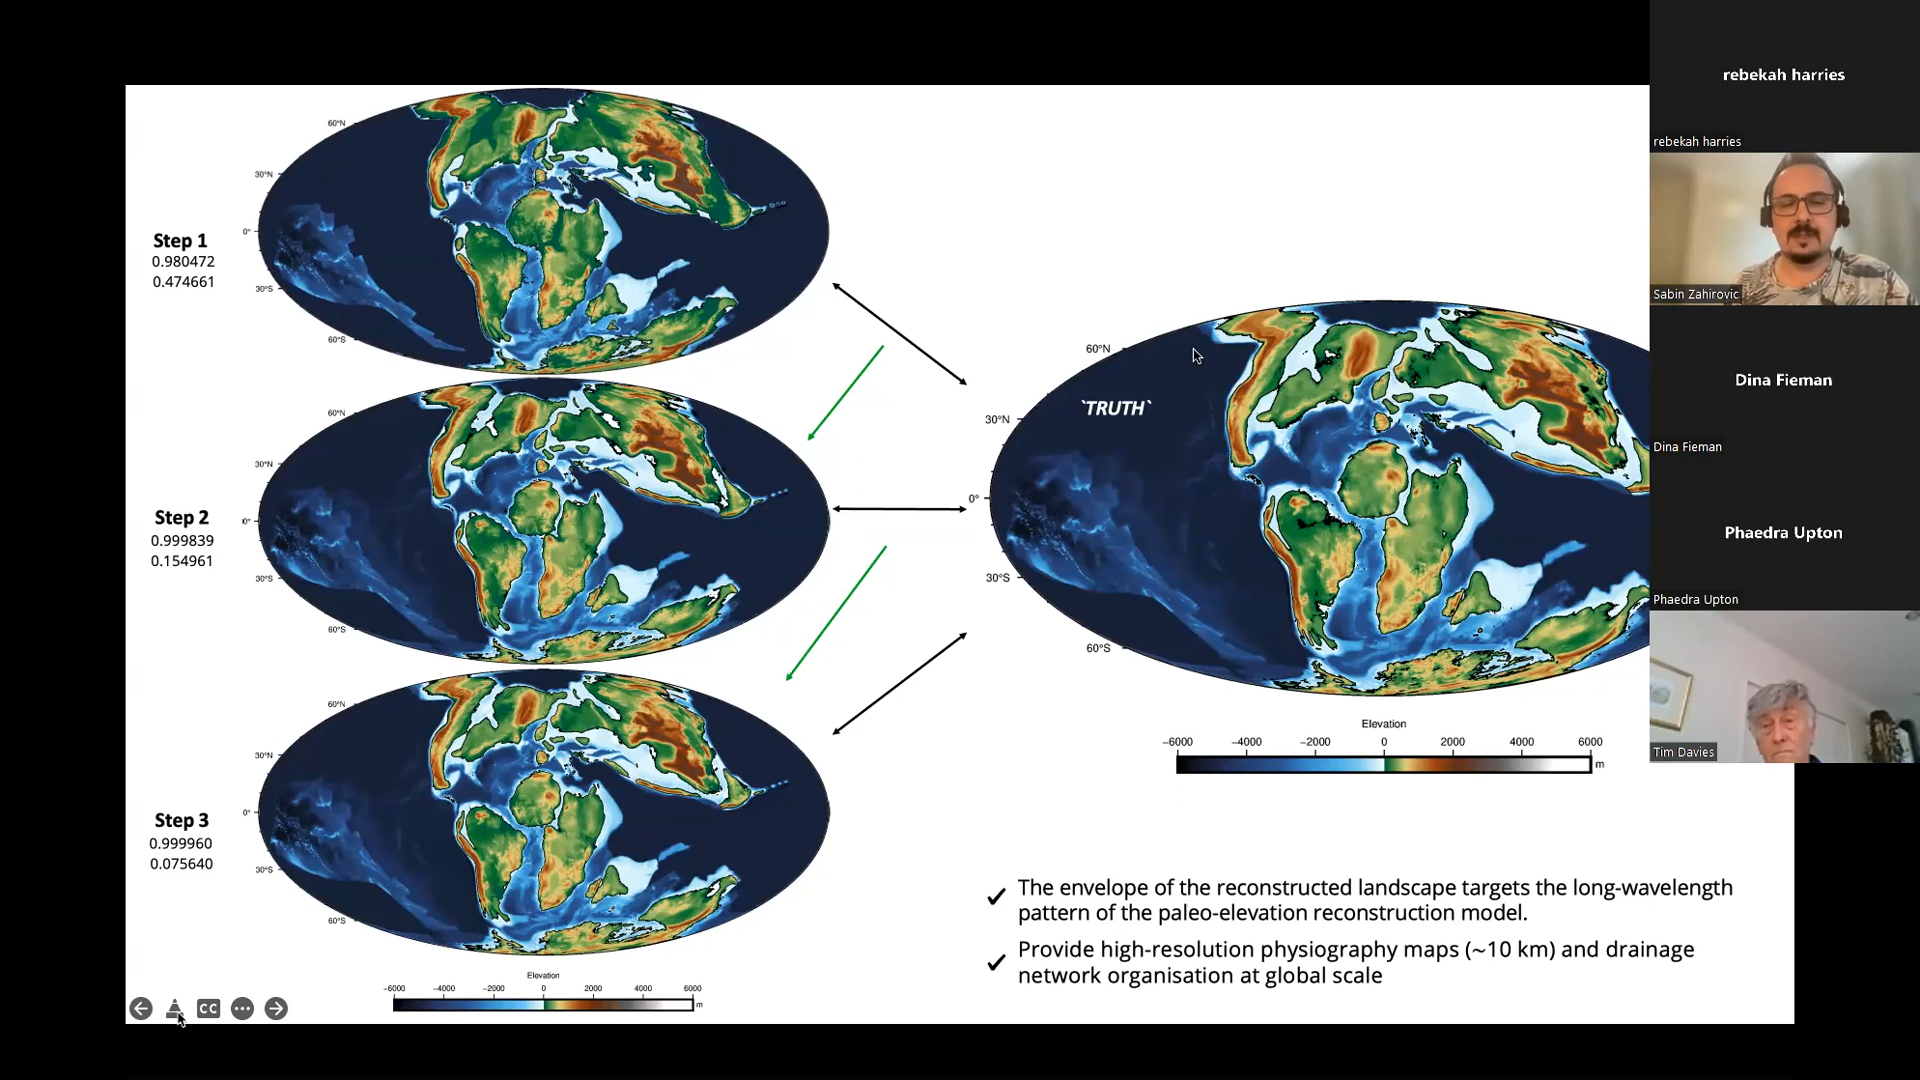 Step 1
0.980472
0.474661
60°N
30°N
0°
30°S
60°S
Step 2
0.999839
0.154961
60°N
30°N
0°
30°S
60°S
Step 3
0.999960
0.075640
60°N
30°N
0°
30°S
60°S
Elevation
−6000 −4000 −2000 0 2000 4000 6000
m
`TRUTH`
60°N
30°N
0°
30°S
60°S
Elevation
−6000 −4000 −2000 0 2000 4000 6000
m
✓ The envelope of the reconstructed landscape targets the long-wavelength
pattern of the paleo-elevation reconstruction model.
✓ Provide high-resolution physiography maps (~10 km) and drainage
network organisation at global scale
CC
rebekah harries
rebekah harries
Sabin Zahirovic
Dina Fieman
Dina Fieman
Phaedra Upton
Phaedra Upton
Tim Davies